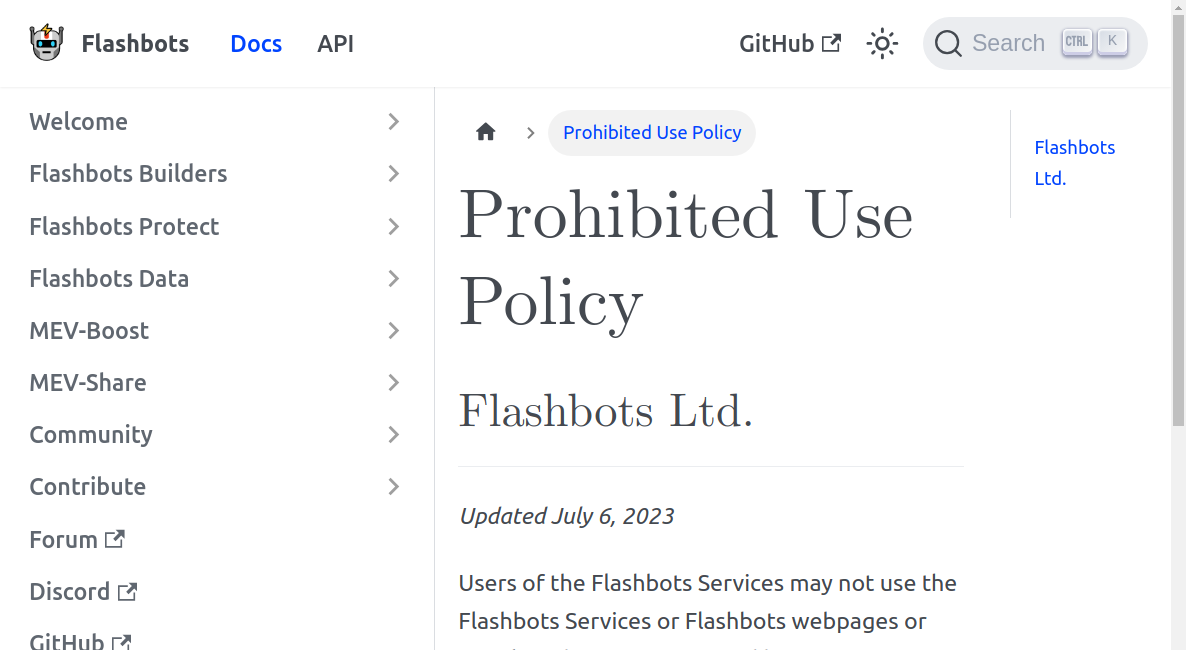 Flashbots
Docs
API
GitHub
Search
CTRL
K
Welcome
Flashbots Builders
Flashbots Protect
Flashbots Data
MEV-Boost
MEV-Share
Community
Contribute
Forum
Discord
GitHub
Prohibited Use Policy
Prohibited Use
Policy
Flashbots Ltd.
Updated July 6, 2023
Users of the Flashbots Services may not use the
Flashbots Services or Flashbots webpages or
Flashbots
Ltd.